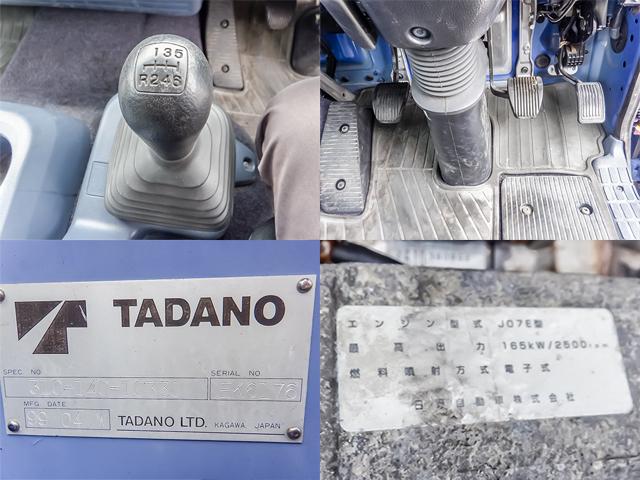 1 3 5
R 2 4 6
TADANO
SPEC. NO
SERIAL NO
MFG DATE
TADANO LTD. KAGAWA, JAPAN
エンジン型式 J07E型
最高出力 165kW/2500rpm
燃料噴射方式 電子式
日野自動車株式会社